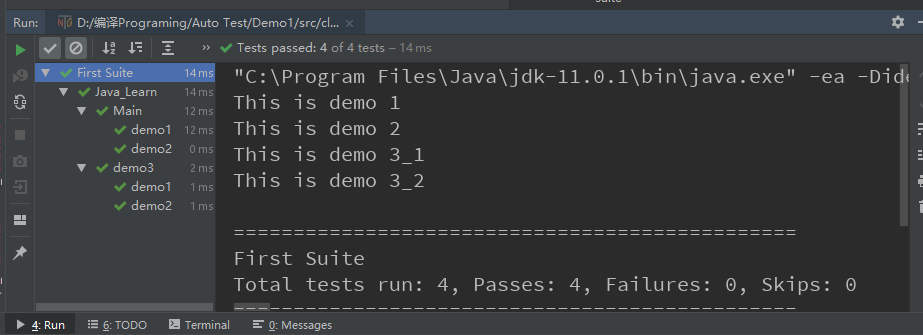 suite
Run: D:/编译Programing/Auto Test/Demo1/src/cl...
Tests passed: 4 of 4 tests – 14 ms
First Suite 14 ms
Java_Learn 14 ms
Main 12 ms
demo1 12 ms
demo2 0 ms
demo3 2 ms
demo1 1 ms
demo2 1 ms
"C:\Program Files\Java\jdk-11.0.1\bin\java.exe" -ea -Dide
This is demo 1
This is demo 2
This is demo 3_1
This is demo 3_2
===============================================
First Suite
Total tests run: 4, Passes: 4, Failures: 0, Skips: 0
===============================================
4: Run 6: TODO Terminal 0: Messages